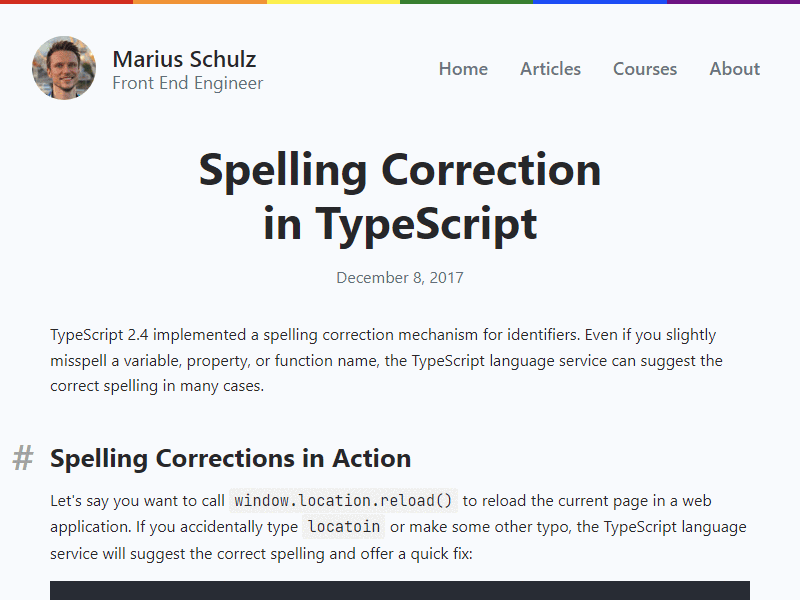 Marius Schulz
Front End Engineer
Home Articles Courses About
Spelling Correction
in TypeScript
December 8, 2017
TypeScript 2.4 implemented a spelling correction mechanism for identifiers. Even if you slightly
misspell a variable, property, or function name, the TypeScript language service can suggest the
correct spelling in many cases.
# Spelling Corrections in Action
Let's say you want to call window.location.reload() to reload the current page in a web
application. If you accidentally type locatoin or make some other typo, the TypeScript language
service will suggest the correct spelling and offer a quick fix: